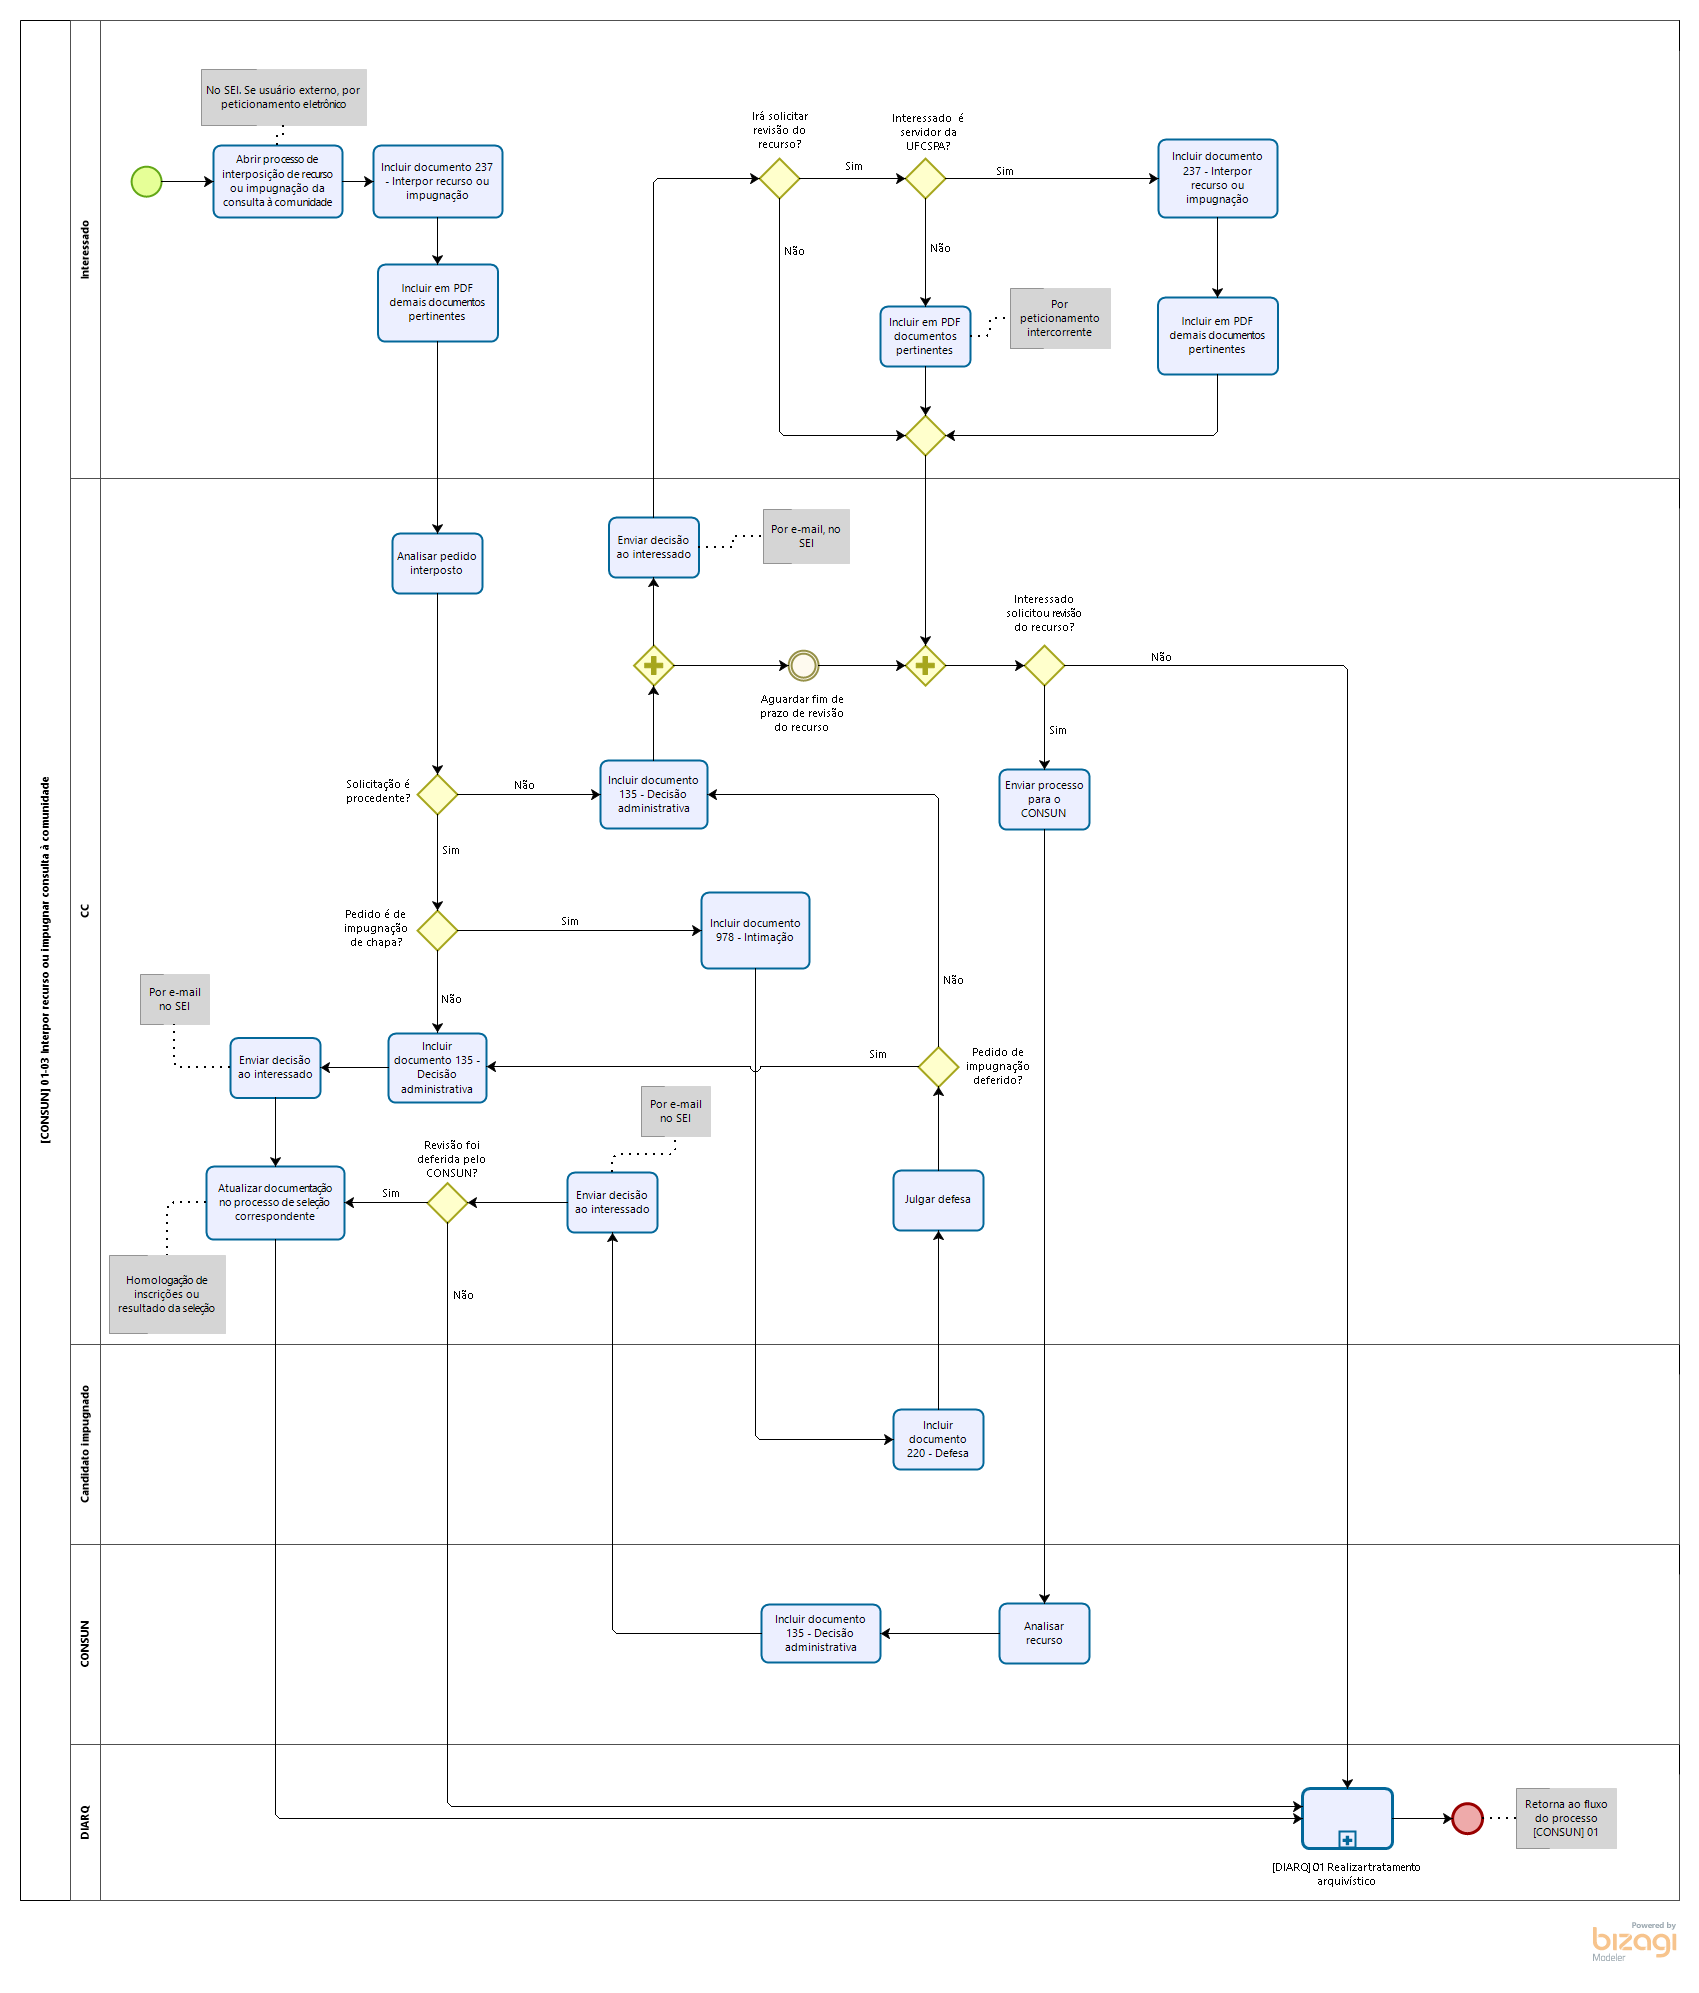 [CONSUN] 01-03 Interpor recurso ou impugnar consulta à comunidade
Interessado
No SEI. Se usuário externo, por
peticionamento eletrônico
Abrir processo de
interposição de recurso
ou impugnação da
consulta à comunidade
Incluir documento 237
- Interpor recurso ou
impugnação
Incluir em PDF
demais documentos
pertinentes
Irá solicitar
revisão do
recurso?
Sim
Não
Interessado é
servidor da
UFCSPA?
Sim
Não
Incluir documento
237 - Interpor
recurso ou
impugnação
Incluir em PDF
documentos
pertinentes
Por
peticionamento
intercorrente
Incluir em PDF
demais documentos
pertinentes
CC
Analisar pedido
interposto
Enviar decisão
ao interessado
Por e-mail, no
SEI
Aguardar fim de
prazo de revisão
do recurso
Interessado
solicitou revisão
do recurso?
Não
Sim
Solicitação é
procedente?
Não
Sim
Incluir documento
135 - Decisão
administrativa
Enviar processo
para o
CONSUN
Pedido é de
impugnação
de chapa?
Sim
Não
Incluir documento
978 - Intimação
Não
Por e-mail
no SEI
Enviar decisão
ao interessado
Incluir
documento 135 -
Decisão
administrativa
Sim
Pedido de
impugnação
deferido?
Por e-mail
no SEI
Revisão foi
deferida pelo
CONSUN?
Atualizar documentação
no processo de seleção
correspondente
Sim
Enviar decisão
ao interessado
Julgar defesa
Homologação de
inscrições ou
resultado da seleção
Não
Candidato impugnado
Incluir
documento
220 - Defesa
CONSUN
Incluir documento
135 - Decisão
administrativa
Analisar
recurso
DIARQ
[DIARQ] 01 Realizar tratamento
arquivístico
Retorna ao fluxo
do processo
[CONSUN] 01
Powered by
bizagi
Modeler